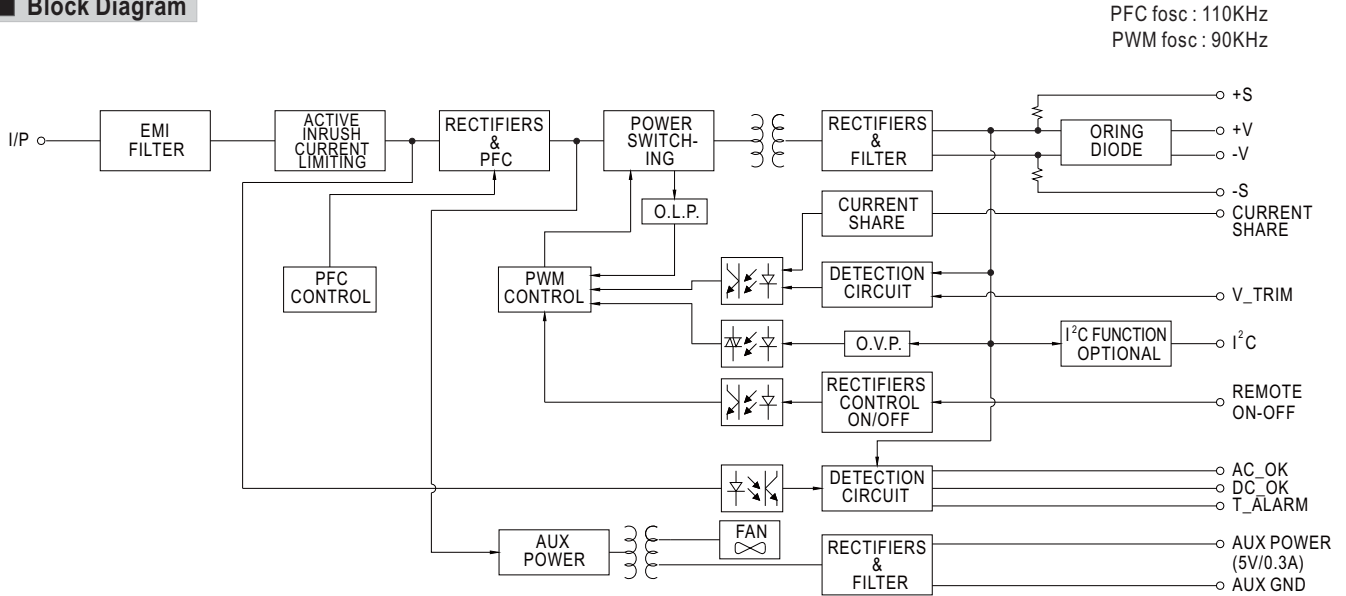 Block Diagram
PFC fosc : 110KHz
PWM fosc : 90KHz
I/P
EMI
FILTER
ACTIVE
INRUSH
CURRENT
LIMITING
RECTIFIERS
&
PFC
POWER
SWITCH-
ING
RECTIFIERS
&
FILTER
ORING
DIODE
+S
+V
-V
-S
O.L.P.
CURRENT
SHARE
CURRENT
SHARE
PFC
CONTROL
PWM
CONTROL
DETECTION
CIRCUIT
V_TRIM
O.V.P.
I²C FUNCTION
OPTIONAL
I²C
RECTIFIERS
CONTROL
ON/OFF
REMOTE
ON-OFF
DETECTION
CIRCUIT
AC_OK
DC_OK
T_ALARM
AUX
POWER
FAN
RECTIFIERS
&
FILTER
AUX POWER
(5V/0.3A)
AUX GND